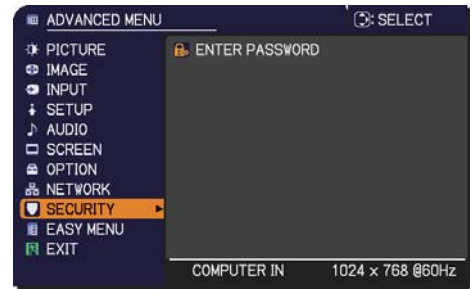 ADVANCED MENU
: SELECT
PICTURE
IMAGE
INPUT
SETUP
AUDIO
SCREEN
OPTION
NETWORK
SECURITY
EASY MENU
EXIT
ENTER PASSWORD
COMPUTER IN 1024 x 768 @60Hz